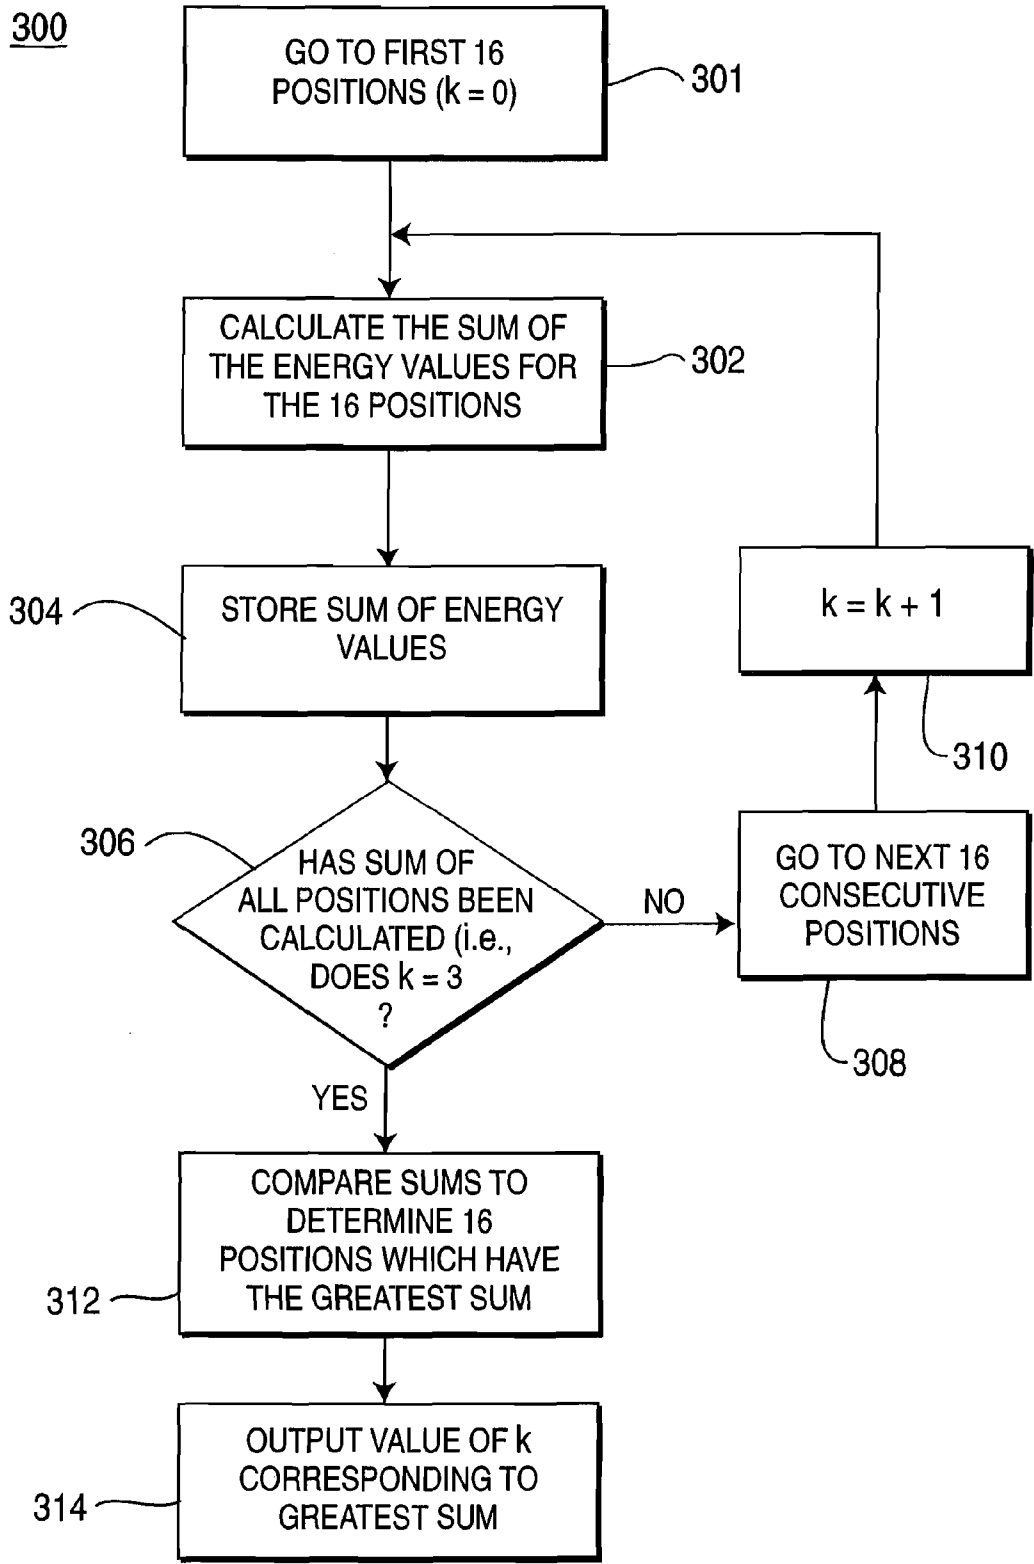 300
GO TO FIRST 16
POSITIONS (k = 0)
301
CALCULATE THE SUM OF
THE ENERGY VALUES FOR
THE 16 POSITIONS
302
STORE SUM OF ENERGY
VALUES
304
k = k + 1
310
HAS SUM OF
ALL POSITIONS BEEN
CALCULATED (i.e.,
DOES k = 3
?
306
NO
GO TO NEXT 16
CONSECUTIVE
POSITIONS
308
YES
COMPARE SUMS TO
DETERMINE 16
POSITIONS WHICH HAVE
THE GREATEST SUM
312
OUTPUT VALUE OF k
CORRESPONDING TO
GREATEST SUM
314